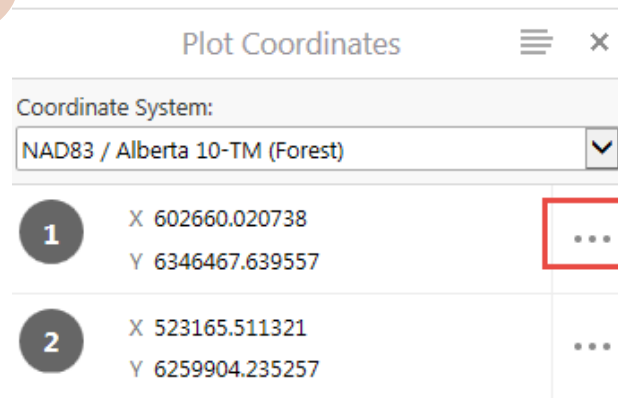 Plot Coordinates
Coordinate System:
NAD83 / Alberta 10-TM (Forest)
1
X 602660.020738
Y 6346467.639557
2
X 523165.511321
Y 6259904.235257